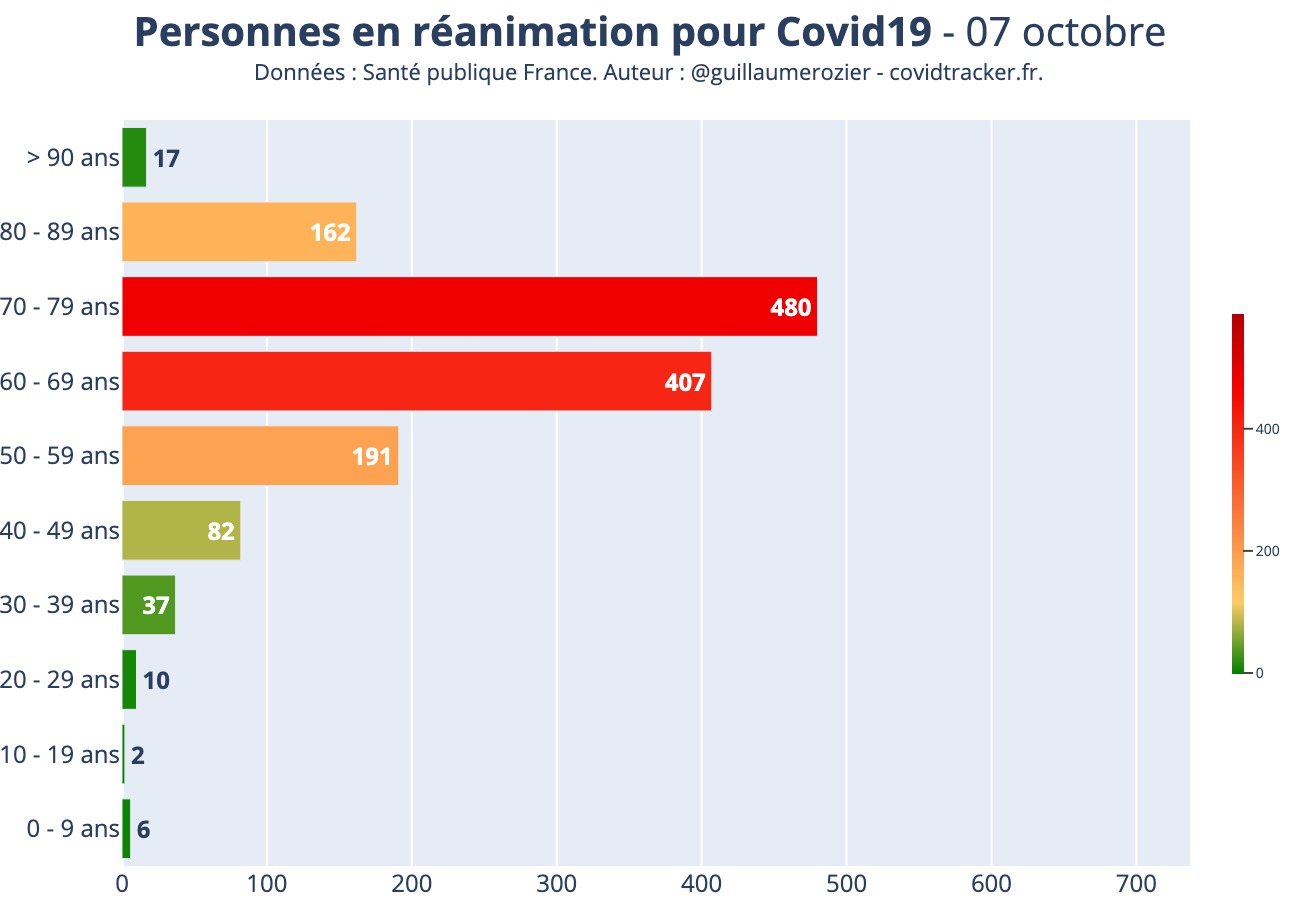 Personnes en réanimation pour Covid19 - 07 octobre
Données : Santé publique France. Auteur : @guillaumerozier - covidtracker.fr.
> 90 ans 17
80 - 89 ans 162
70 - 79 ans 480
60 - 69 ans 407
50 - 59 ans 191
40 - 49 ans 82
30 - 39 ans 37
20 - 29 ans 10
10 - 19 ans 2
0 - 9 ans 6
0 100 200 300 400 500 600 700
400
200
0